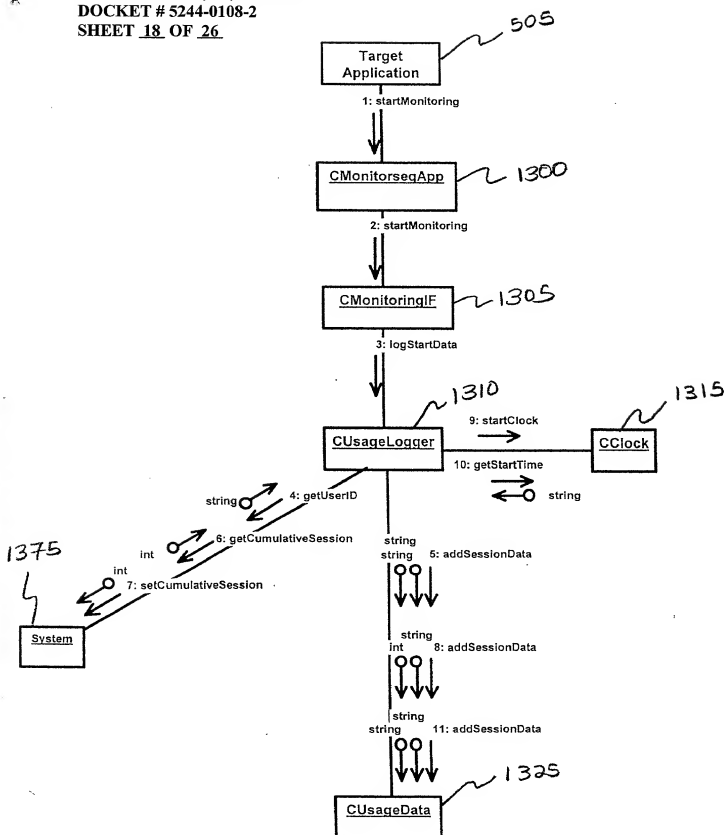 DOCKET # 5244-0108-2
SHEET 18 OF 26
505
Target
Application
1: startMonitoring
CMonitorseqApp
1300
2: startMonitoring
CMonitoringIF
1305
3: logStartData
1310
1315
9: startClock
CUsageLogger
CClock
10: getStartTime
string
string
4: getUserID
6: getCumulativeSession
int
1375
int
7: setCumulativeSession
System
string
string
5: addSessionData
string
int
8: addSessionData
string
string
11: addSessionData
1325
CUsageData